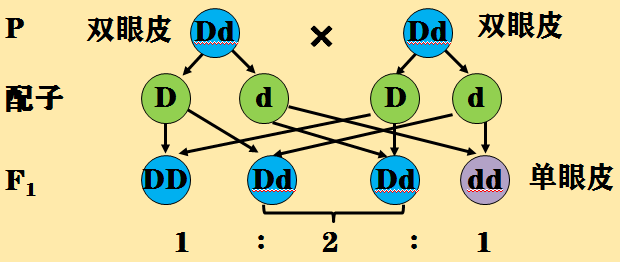 P 双眼皮 Dd × Dd 双眼皮
配子 D d D d
F1 DD Dd Dd dd 单眼皮
1 : 2 : 1